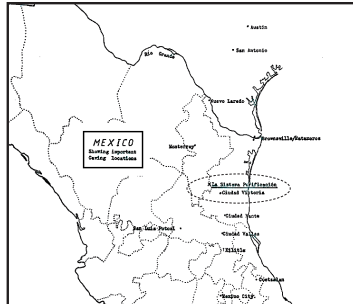 Austin
San Antonio
Rio Grande
Nuevo Laredo
MEXICO
Showing important
Caving locations
Brownsville/Matamoros
Monterrey
La Sistema Purificación
Ciudad Victoria
Ciudad Mante
San Luis Potosí
Ciudad Valles
Xilitla
Mexico City